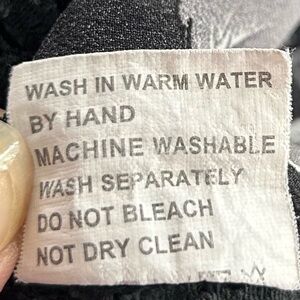 WASH IN WARM WATER
BY HAND
MACHINE WASHABLE
WASH SEPARATELY
DO NOT BLEACH
NOT DRY CLEAN